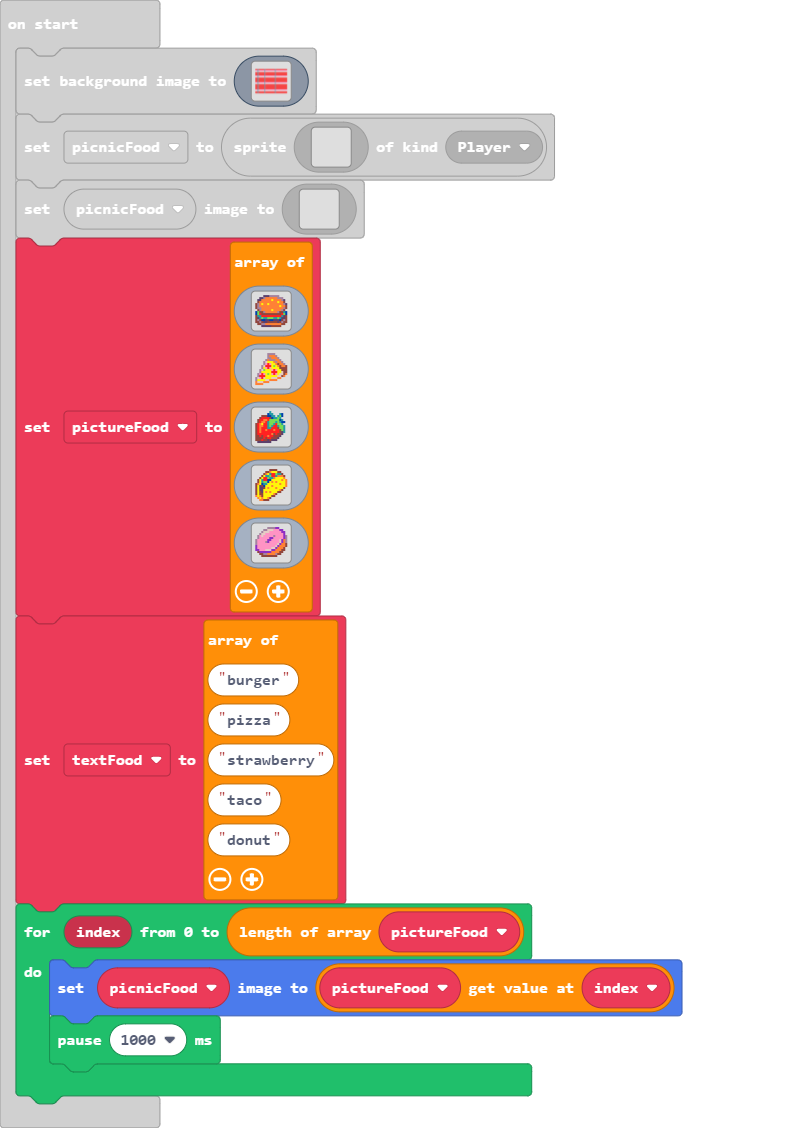 on start
set background image to
set picnicFood to sprite of kind Player
set picnicFood image to
array of
set pictureFood to
array of
"burger"
"pizza"
set textFood to "strawberry"
"taco"
"donut"
for index from 0 to length of array pictureFood
do
set picnicFood image to pictureFood get value at index
pause 1000 ms